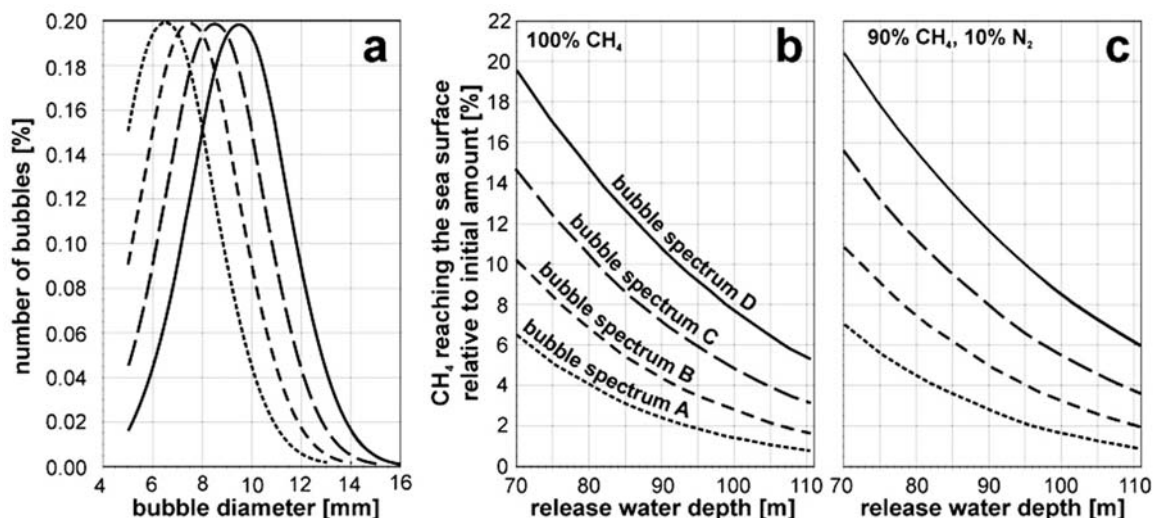 a
number of bubbles [%]
0.20
0.18
0.16
0.14
0.12
0.10
0.08
0.06
0.04
0.02
0.00
4 6 8 10 12 14 16
bubble diameter [mm]
b
100% CH₄
CH₄ reaching the sea surface
relative to initial amount [%]
22
20
18
16
14
12
10
8
6
4
2
0
bubble spectrum D
bubble spectrum C
bubble spectrum B
bubble spectrum A
70 80 90 100 110
release water depth [m]
c
90% CH₄, 10% N₂
70 80 90 100 110
release water depth [m]